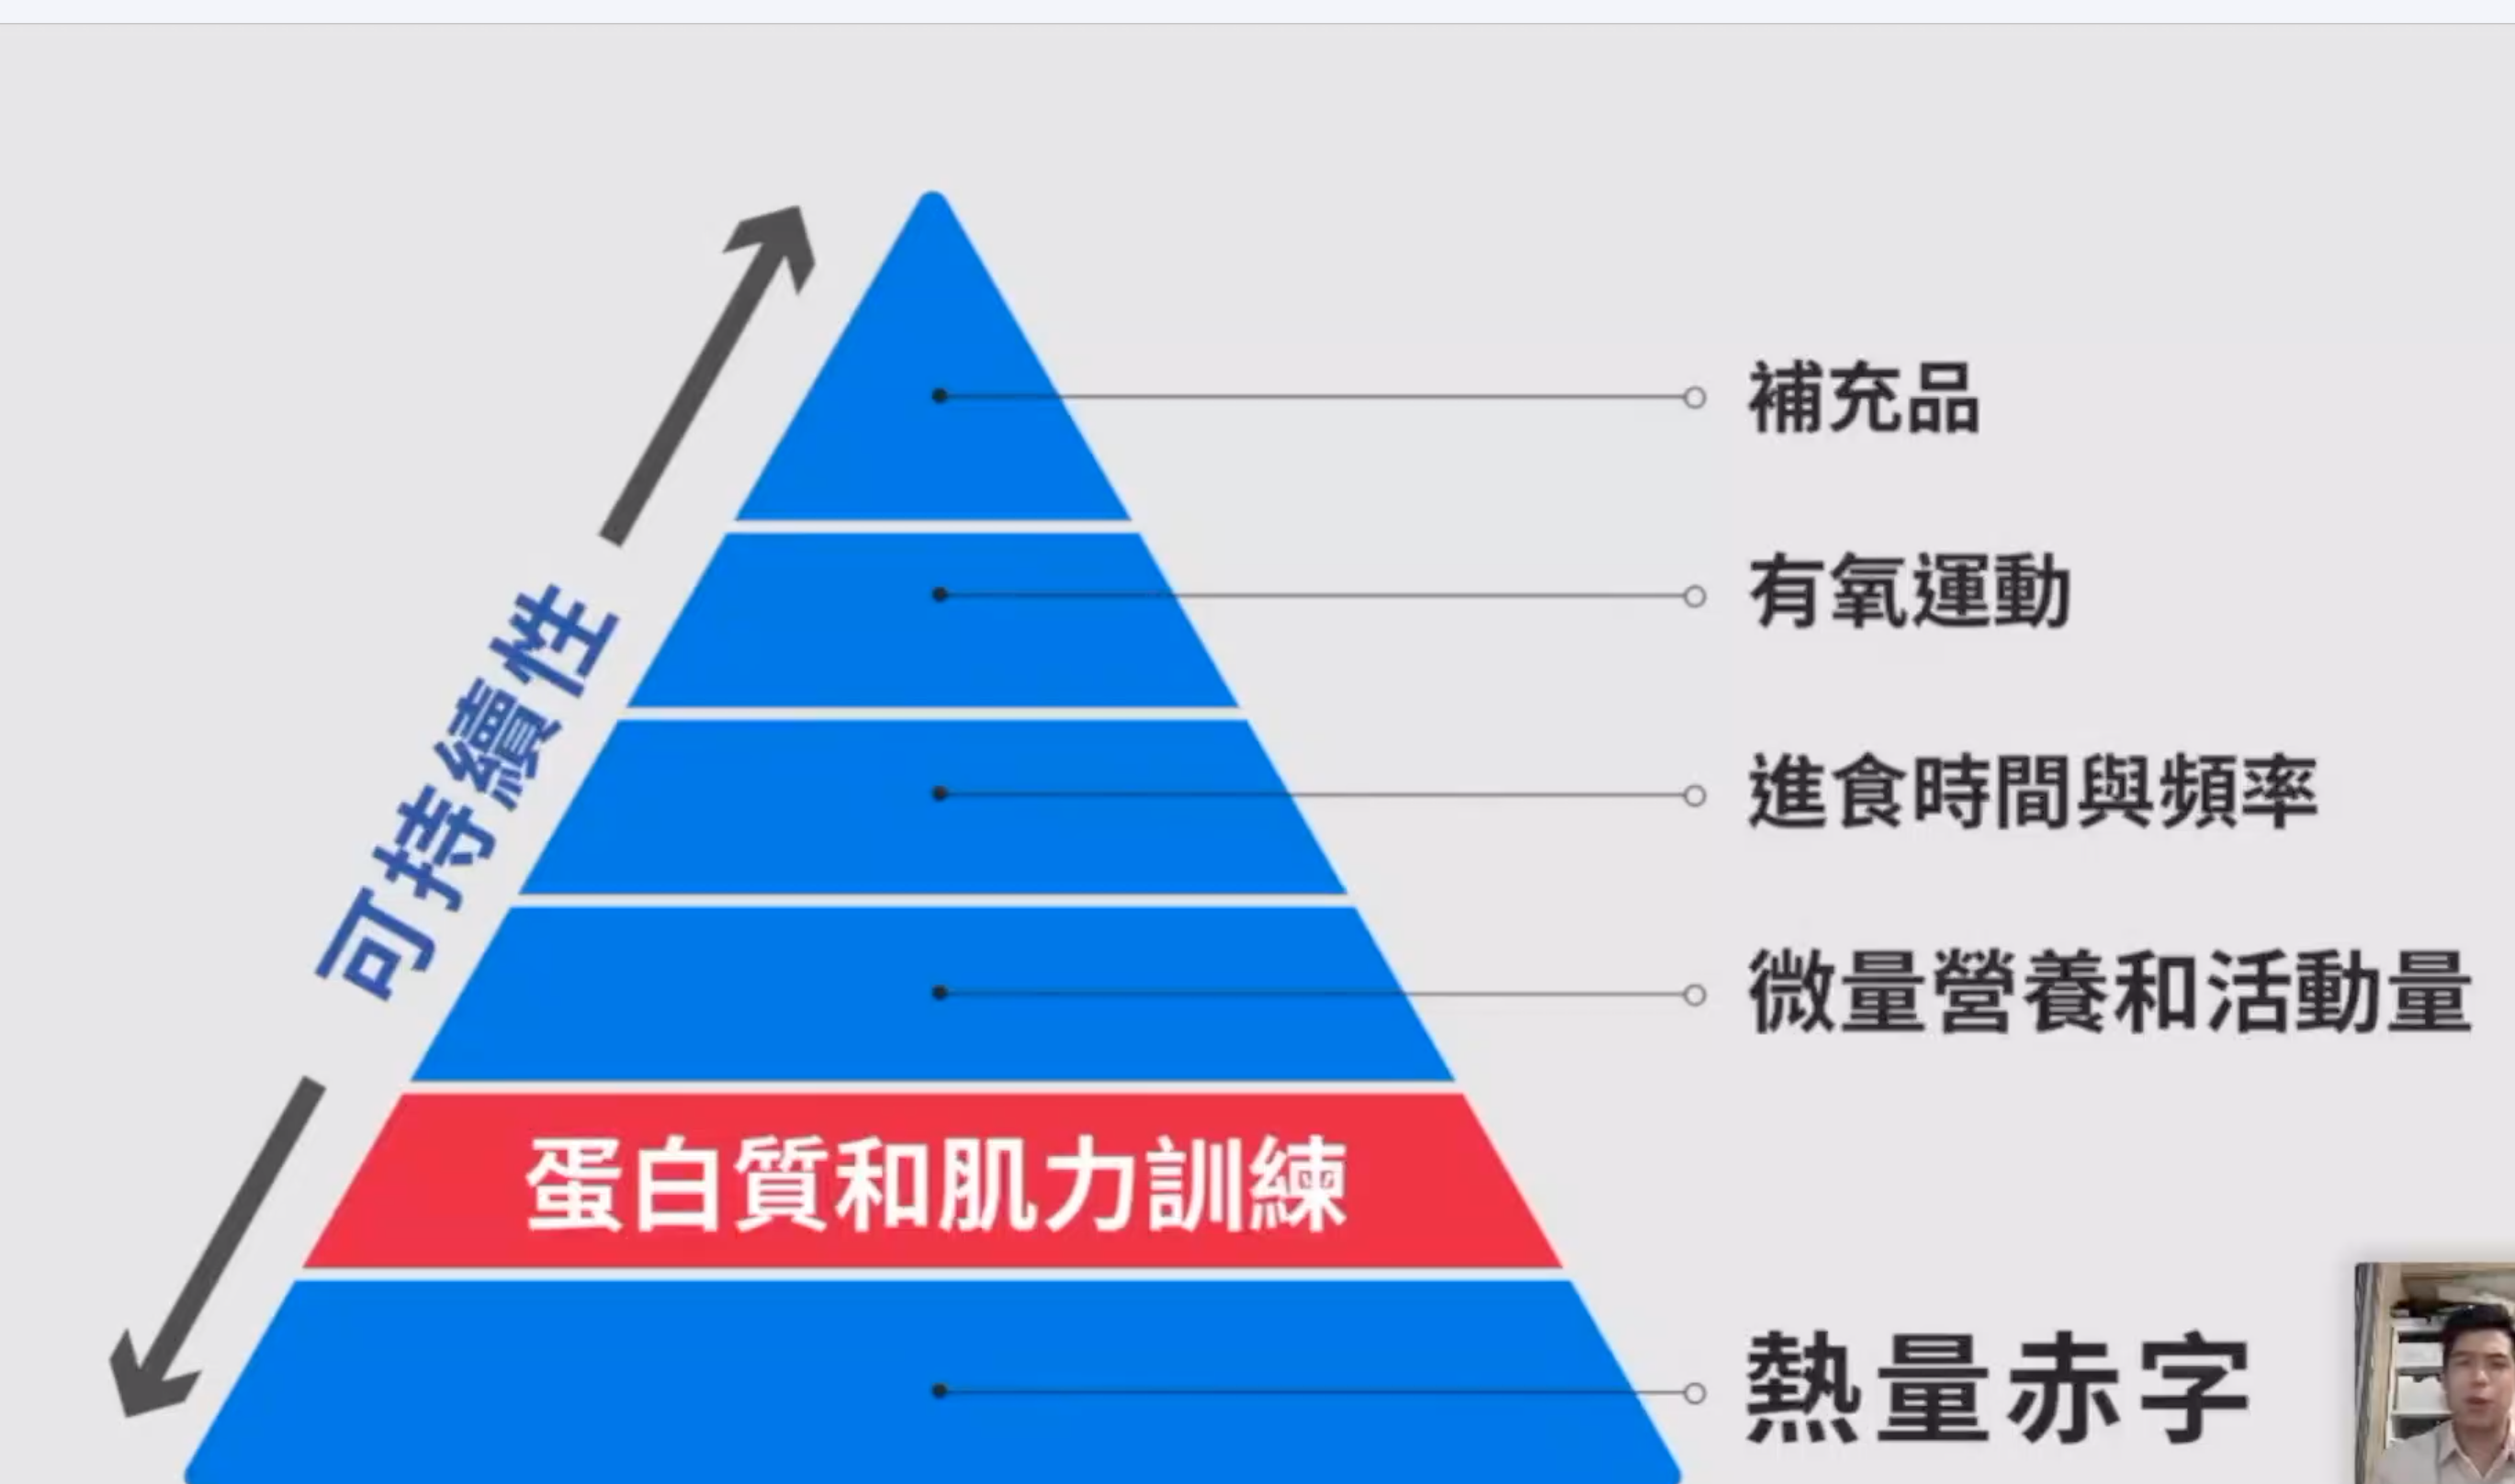 補充品
有氧運動
進食時間與頻率
可持續性
微量營養和活動量
蛋白質和肌力訓練
熱量赤字